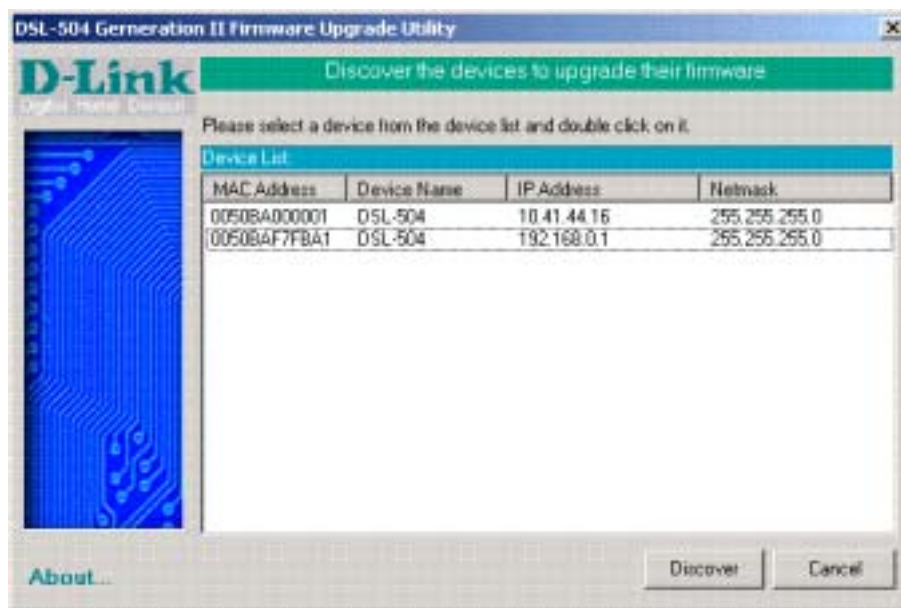 DSL-504 Gerneration II Firmware Upgrade Utility
D-Link
Discover the devices to upgrade their firmware
Please select a device from the device list and double click on it.
Device List:
MAC Address Device Name IP Address Netmask
0050BA000001 DSL-504 10.41.44.16 255.255.255.0
0050BAF7FBA1 DSL-504 192.168.0.1 255.255.255.0
About...
Discover Cancel